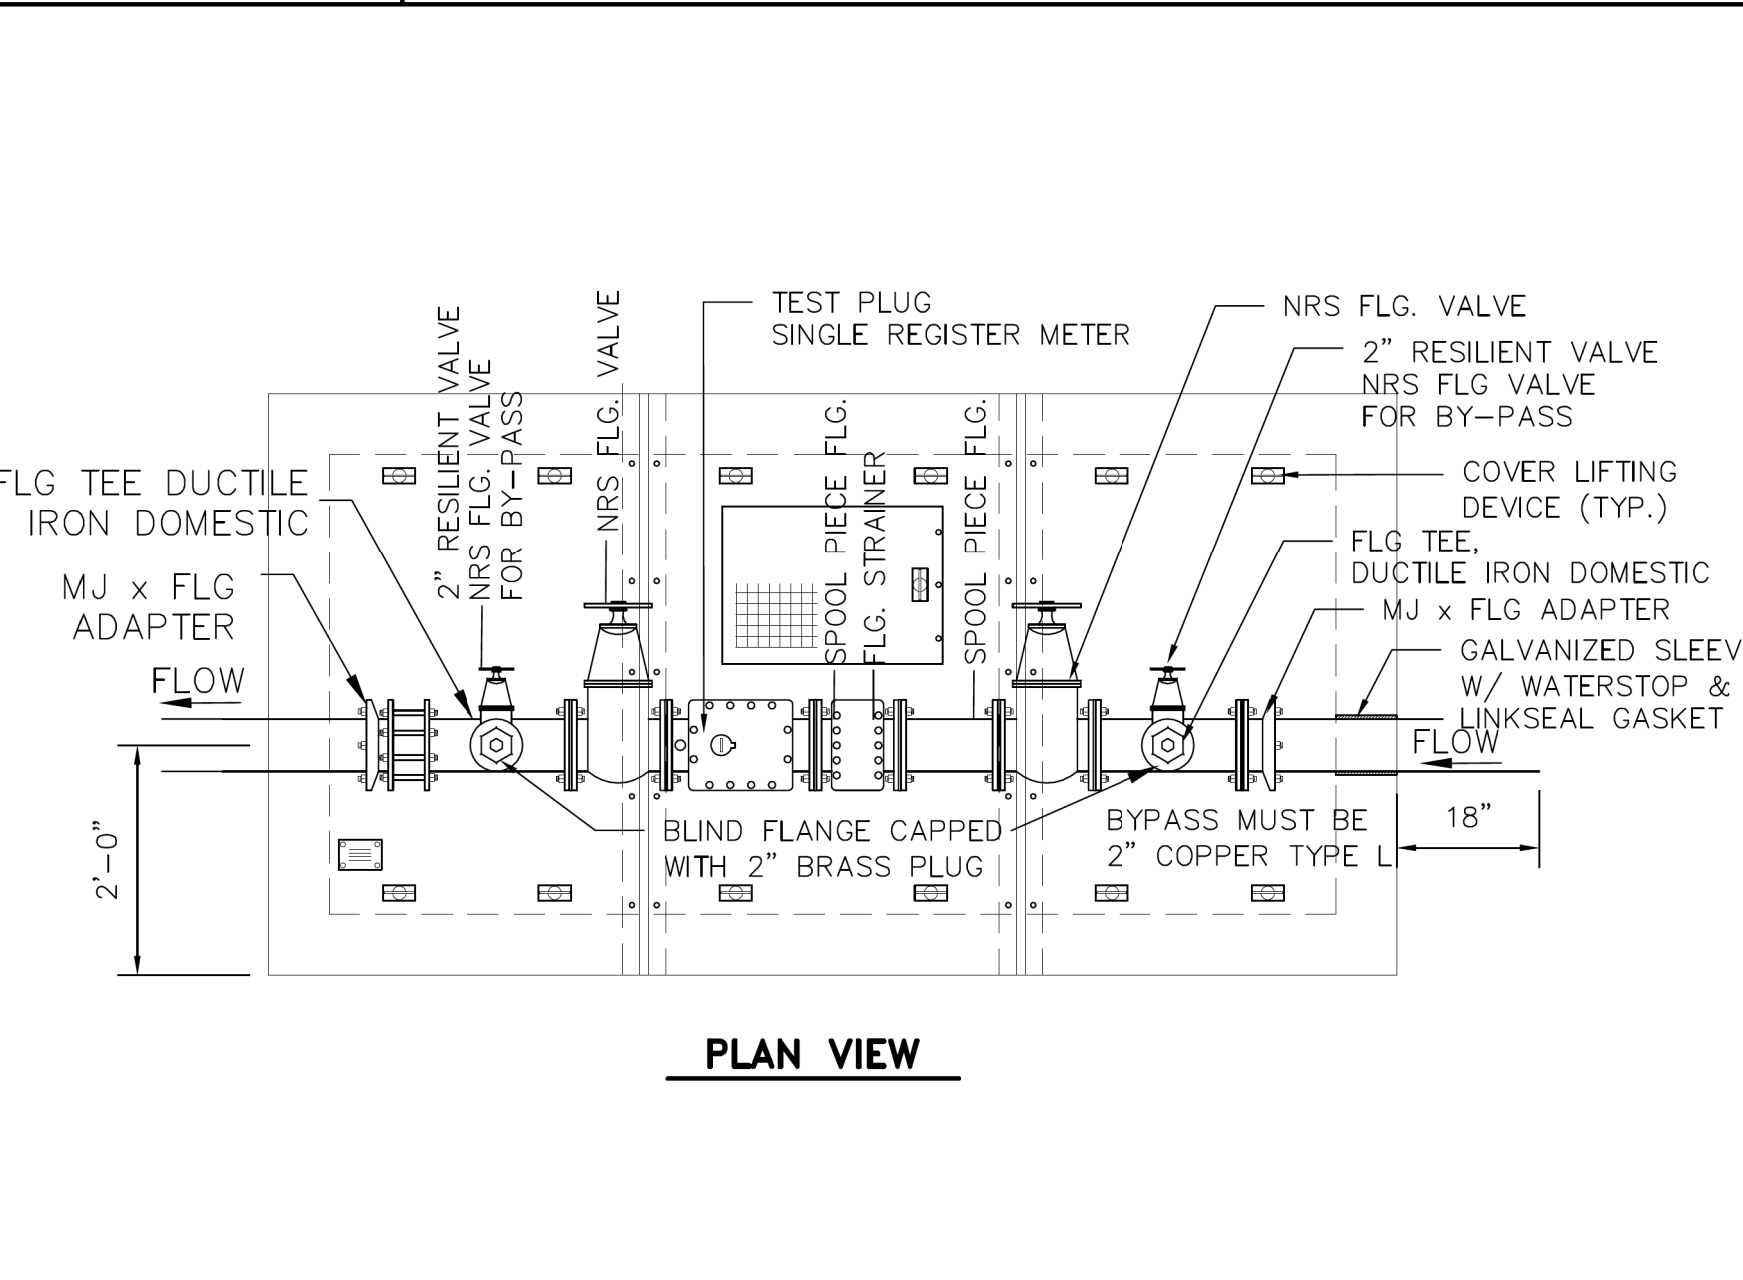 TEST PLUG
SINGLE REGISTER METER
NRS FLG. VALVE
2” RESILIENT VALVE
NRS FLG VALVE
FOR BY-PASS
2” RESILIENT VALVE
NRS FLG. VALVE
FOR BY-PASS
NRS FLG. VALVE
SPOOL PIECE FLG.
FLG. STRAINER
SPOOL PIECE FLG.
FLG TEE DUCTILE
IRON DOMESTIC
MJ x FLG
ADAPTER
FLOW
COVER LIFTING
DEVICE (TYP.)
FLG TEE,
DUCTILE IRON DOMESTIC
MJ x FLG ADAPTER
GALVANIZED SLEEV
W/ WATERSTOP &
LINKSEAL GASKET
FLOW
2’-0”
BLIND FLANGE CAPPED
WITH 2” BRASS PLUG
BYPASS MUST BE
2” COPPER TYPE L
18”
PLAN VIEW